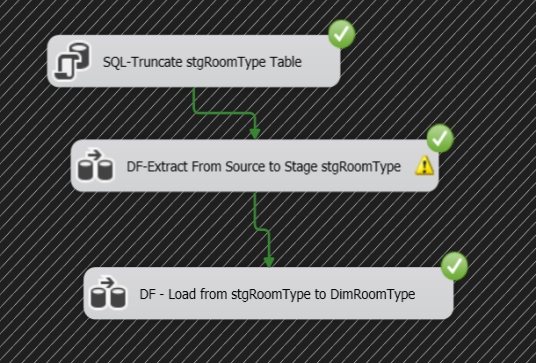 SQL-Truncate stgRoomType Table
DF-Extract From Source to Stage stgRoomType
DF - Load from stgRoomType to DimRoomType